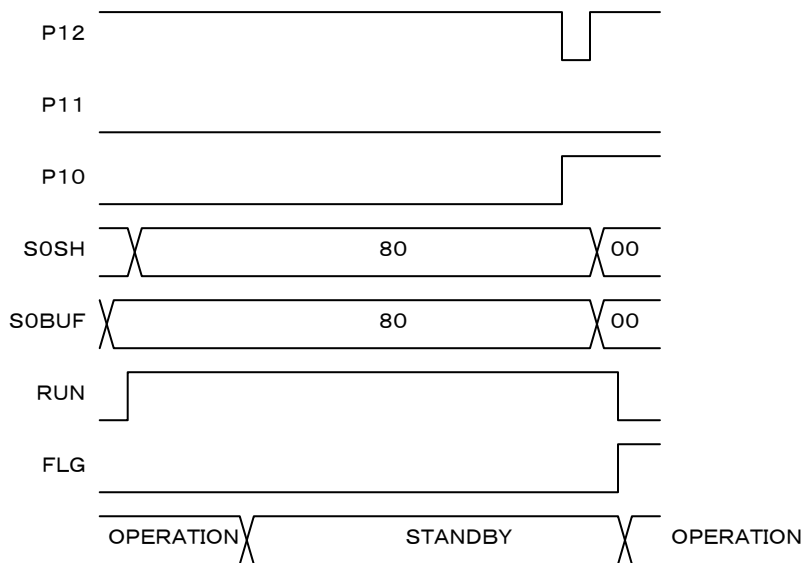 P12
P11
P10
S0SH 80 00
S0BUF 80 00
RUN
FLG
OPERATION STANDBY OPERATION